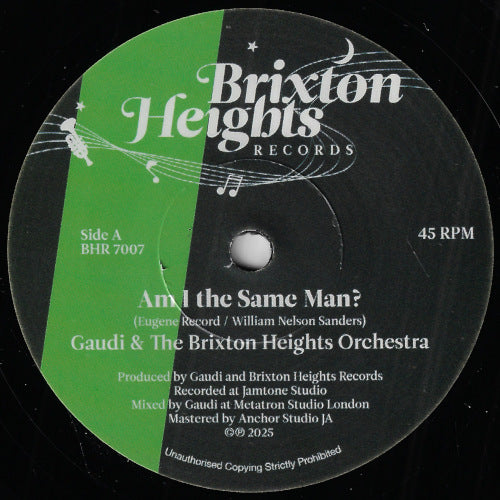 Brixton
Heights
RECORDS
Side A
BHR 7007
45 RPM
Am I the Same Man?
(Eugene Record / William Nelson Sanders)
Gaudi & The Brixton Heights Orchestra
Produced by Gaudi and Brixton Heights Records
Recorded at Jamtone Studio
Mixed by Gaudi at Metatron Studio London
Mastered by Anchor Studio JA
©℗ 2025
Unauthorised Copying Strictly Prohibited